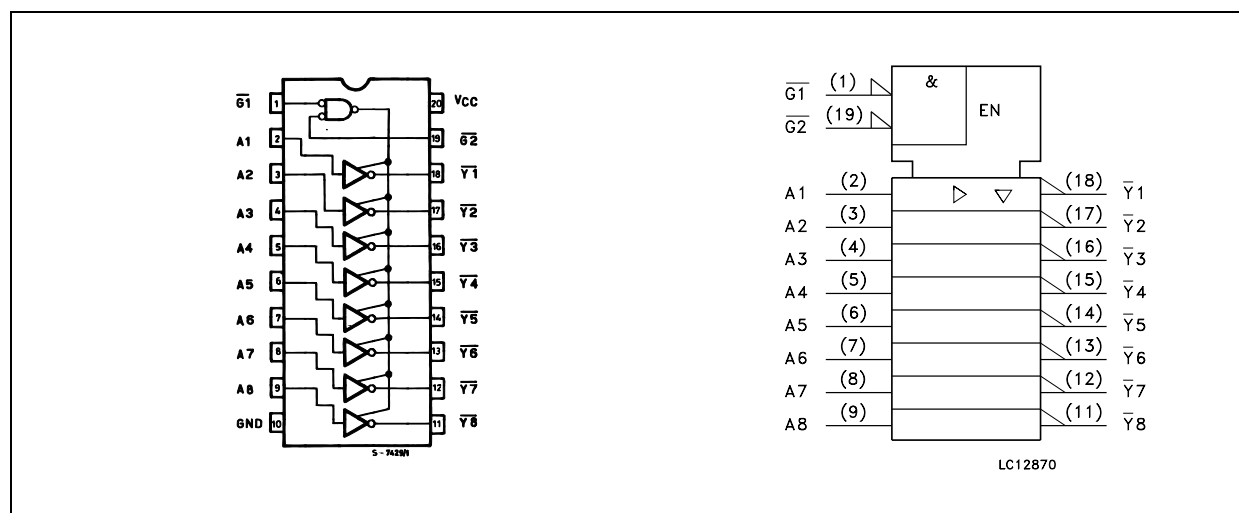 G1 1 20 VCC
A1 2 19 G2
A2 3 18 Y1
A3 4 17 Y2
A4 5 16 Y3
A5 6 15 Y4
A6 7 14 Y5
A7 8 13 Y6
A8 9 12 Y7
GND 10 11 Y8
S-7429/1
G1 (1) & EN
G2 (19)
A1 (2) (18) Y1
A2 (3) (17) Y2
A3 (4) (16) Y3
A4 (5) (15) Y4
A5 (6) (14) Y5
A6 (7) (13) Y6
A7 (8) (12) Y7
A8 (9) (11) Y8
LC12870